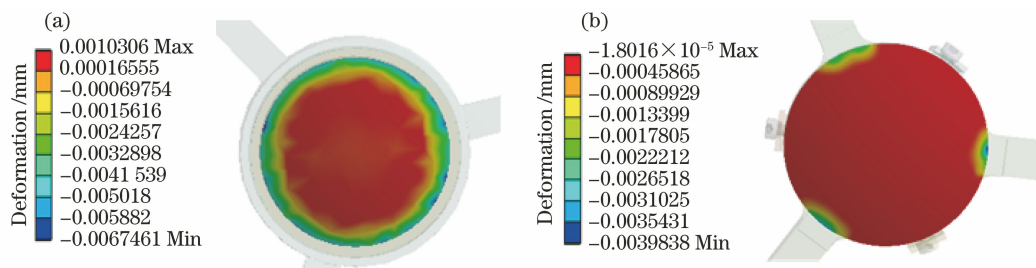 (a)
Deformation /mm
0.0010306 Max
0.00016555
−0.00069754
−0.0015616
−0.0024257
−0.0032898
−0.0041 539
−0.005018
−0.005882
−0.0067461 Min
(b)
Deformation /mm
−1.8016×10⁻⁵ Max
−0.00045865
−0.00089929
−0.0013399
−0.0017805
−0.0022212
−0.0026518
−0.0031025
−0.0035431
−0.0039838 Min